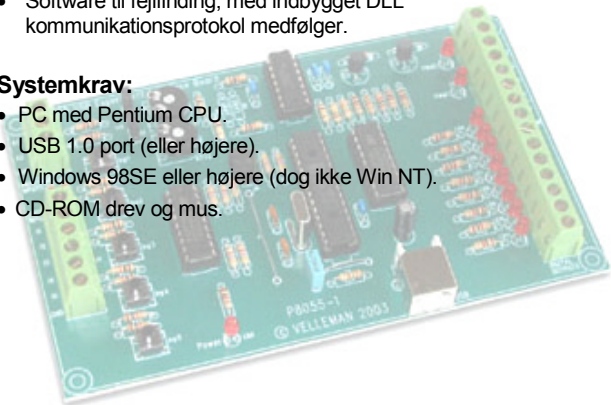 • Software til fejlfinding, med indbygget DLL
kommunikationsprotokol medfølger.
Systemkrav:
• PC med Pentium CPU.
• USB 1.0 port (eller højere).
• Windows 98SE eller højere (dog ikke Win NT).
• CD-ROM drev og mus.
P8055-1
© VELLEMAN 2003